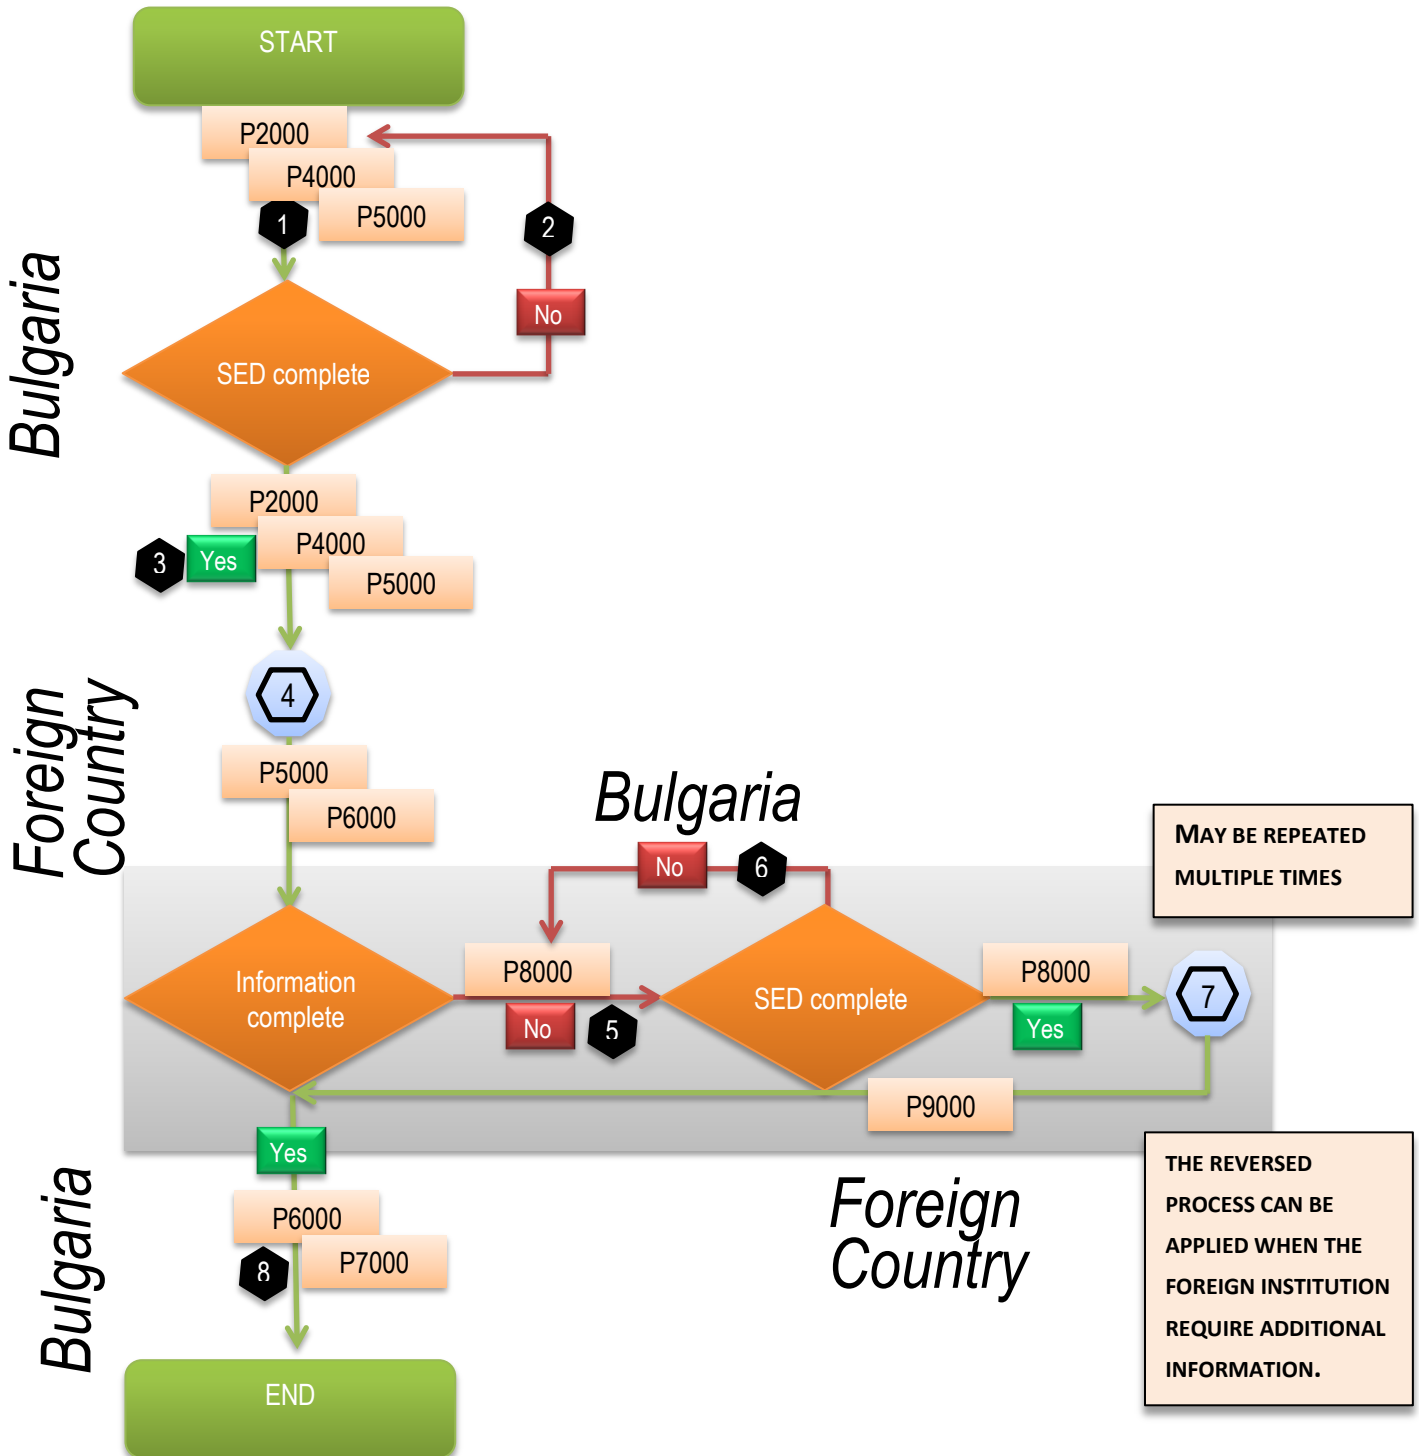 START
P2000
P4000
P5000
1
2
No
Bulgaria
SED complete
P2000
P4000
P5000
3
Yes
4
Foreign
Country
P5000
P6000
Bulgaria
MAY BE REPEATED
MULTIPLE TIMES
No
6
P8000
P8000
Information
complete
SED complete
7
No
5
Yes
P9000
Yes
THE REVERSED
PROCESS CAN BE
APPLIED WHEN THE
FOREIGN INSTITUTION
REQUIRE ADDITIONAL
INFORMATION.
Foreign
Country
Bulgaria
P6000
P7000
8
END